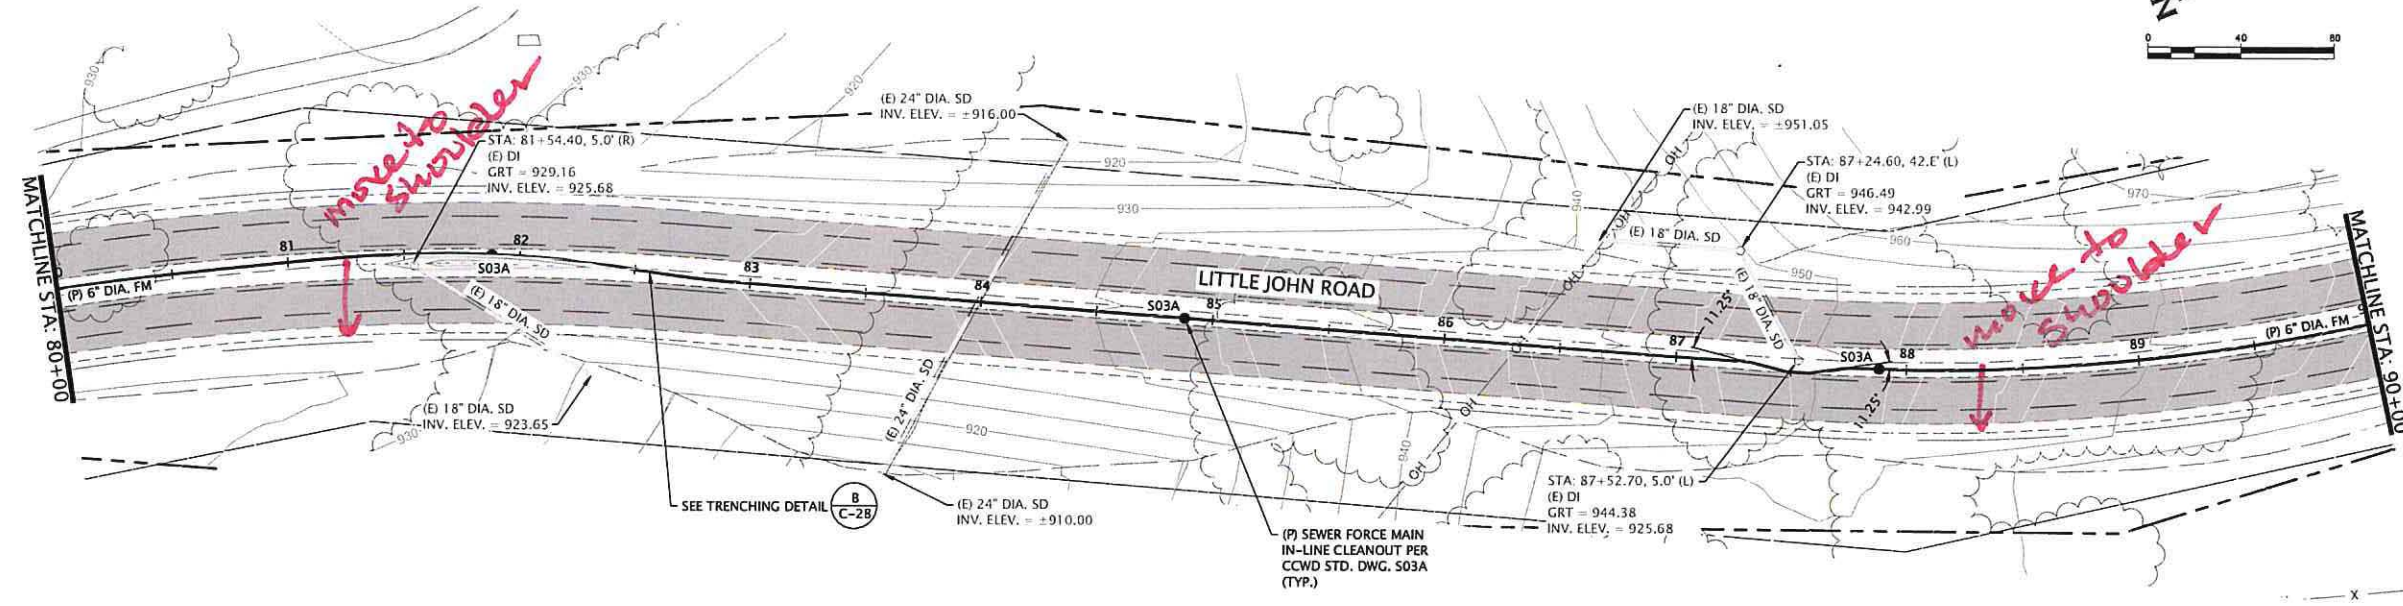 N
0 40 80
930
930
920
move to
shoulder
STA: 81+54.40, 5.0' (R)
(E) DI
GRT = 929.16
INV. ELEV. = 925.68
(E) 24" DIA. SD
INV. ELEV. = ±916.00
920
930
(E) 18" DIA. SD
INV. ELEV. = ±951.05
OH
OH
OH
940
(E) 18" DIA. SD
STA: 87+24.60, 42.E' (L)
(E) DI
GRT = 946.49
INV. ELEV. = 942.99
970
960
950
move to
shoulder
MATCHLINE STA: 80+00
(P) 6" DIA. FM
81
82
S03A
83
84
LITTLE JOHN ROAD
S03A
85
86
87
11.25°
(E) 18" DIA. SD
S03A
88
11.25°
89
(P) 6" DIA. FM
MATCHLINE STA: 90+00
(E) 18" DIA. SD
(E) 24" DIA. SD
OH
OH
OH
940
(E) 18" DIA. SD
INV. ELEV. = 923.65
930
920
SEE TRENCHING DETAIL
B
C-28
(E) 24" DIA. SD
INV. ELEV. = ±910.00
(P) SEWER FORCE MAIN
IN-LINE CLEANOUT PER
CCWD STD. DWG. S03A
(TYP.)
STA: 87+52.70, 5.0' (L)
(E) DI
GRT = 944.38
INV. ELEV. = 925.68
X